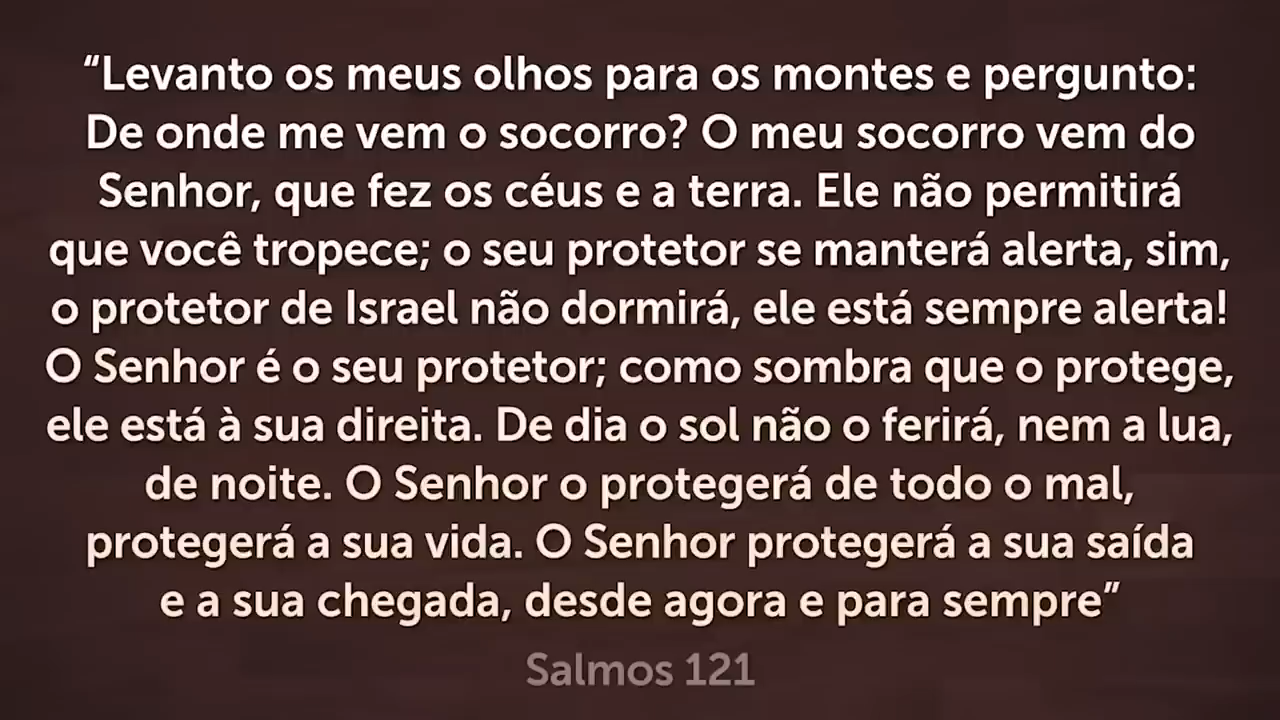 “Levanto os meus olhos para os montes e pergunto:
De onde me vem o socorro? O meu socorro vem do
Senhor, que fez os céus e a terra. Ele não permitirá
que você tropece; o seu protetor se manterá alerta, sim,
o protetor de Israel não dormirá, ele está sempre alerta!
O Senhor é o seu protetor; como sombra que o protege,
ele está à sua direita. De dia o sol não o ferirá, nem a lua,
de noite. O Senhor o protegerá de todo o mal,
protegerá a sua vida. O Senhor protegerá a sua saída
e a sua chegada, desde agora e para sempre”
Salmos 121